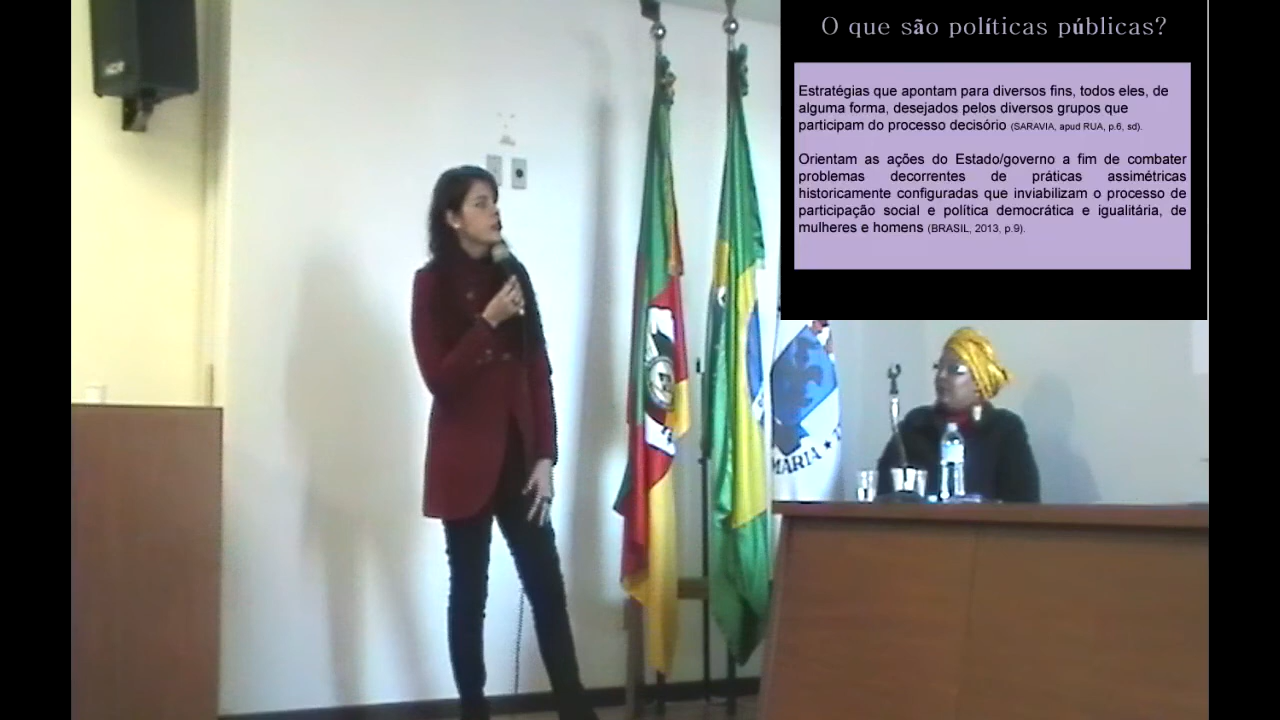 O que são políticas públicas?
Estratégias que apontam para diversos fins, todos eles, de
alguma forma, desejados pelos diversos grupos que
participam do processo decisório (SARAVIA, apud RUA, p.6, sd).
Orientam as ações do Estado/governo a fim de combater
problemas decorrentes de práticas assimétricas
historicamente configuradas que inviabilizam o processo de
participação social e política democrática e igualitária, de
mulheres e homens (BRASIL, 2013, p.9).
MARIA